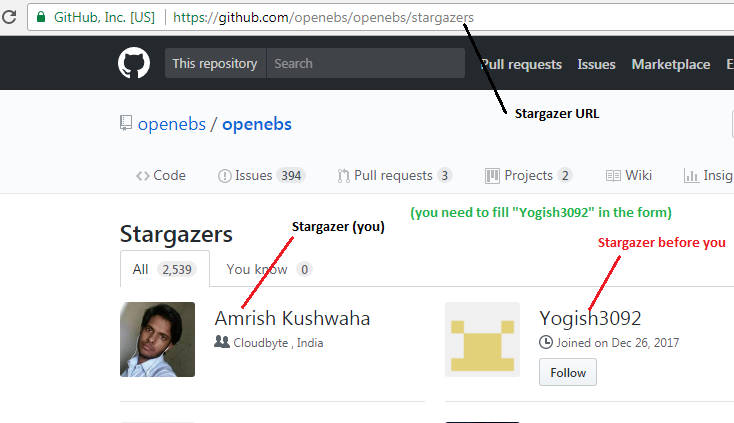 GitHub, Inc. [US] https://github.com/openebs/openebs/stargazers
This repository Search Pull requests Issues Marketplace E
Stargazer URL
openebs / openebs
Code Issues 394 Pull requests 3 Projects 2 Wiki Insig
(you need to fill "Yogish3092" in the form)
Stargazer (you)
Stargazers
Stargazer before you
All 2,539 You know 0
Amrish Kushwaha
Cloudbyte , India
Yogish3092
Joined on Dec 26, 2017
Follow